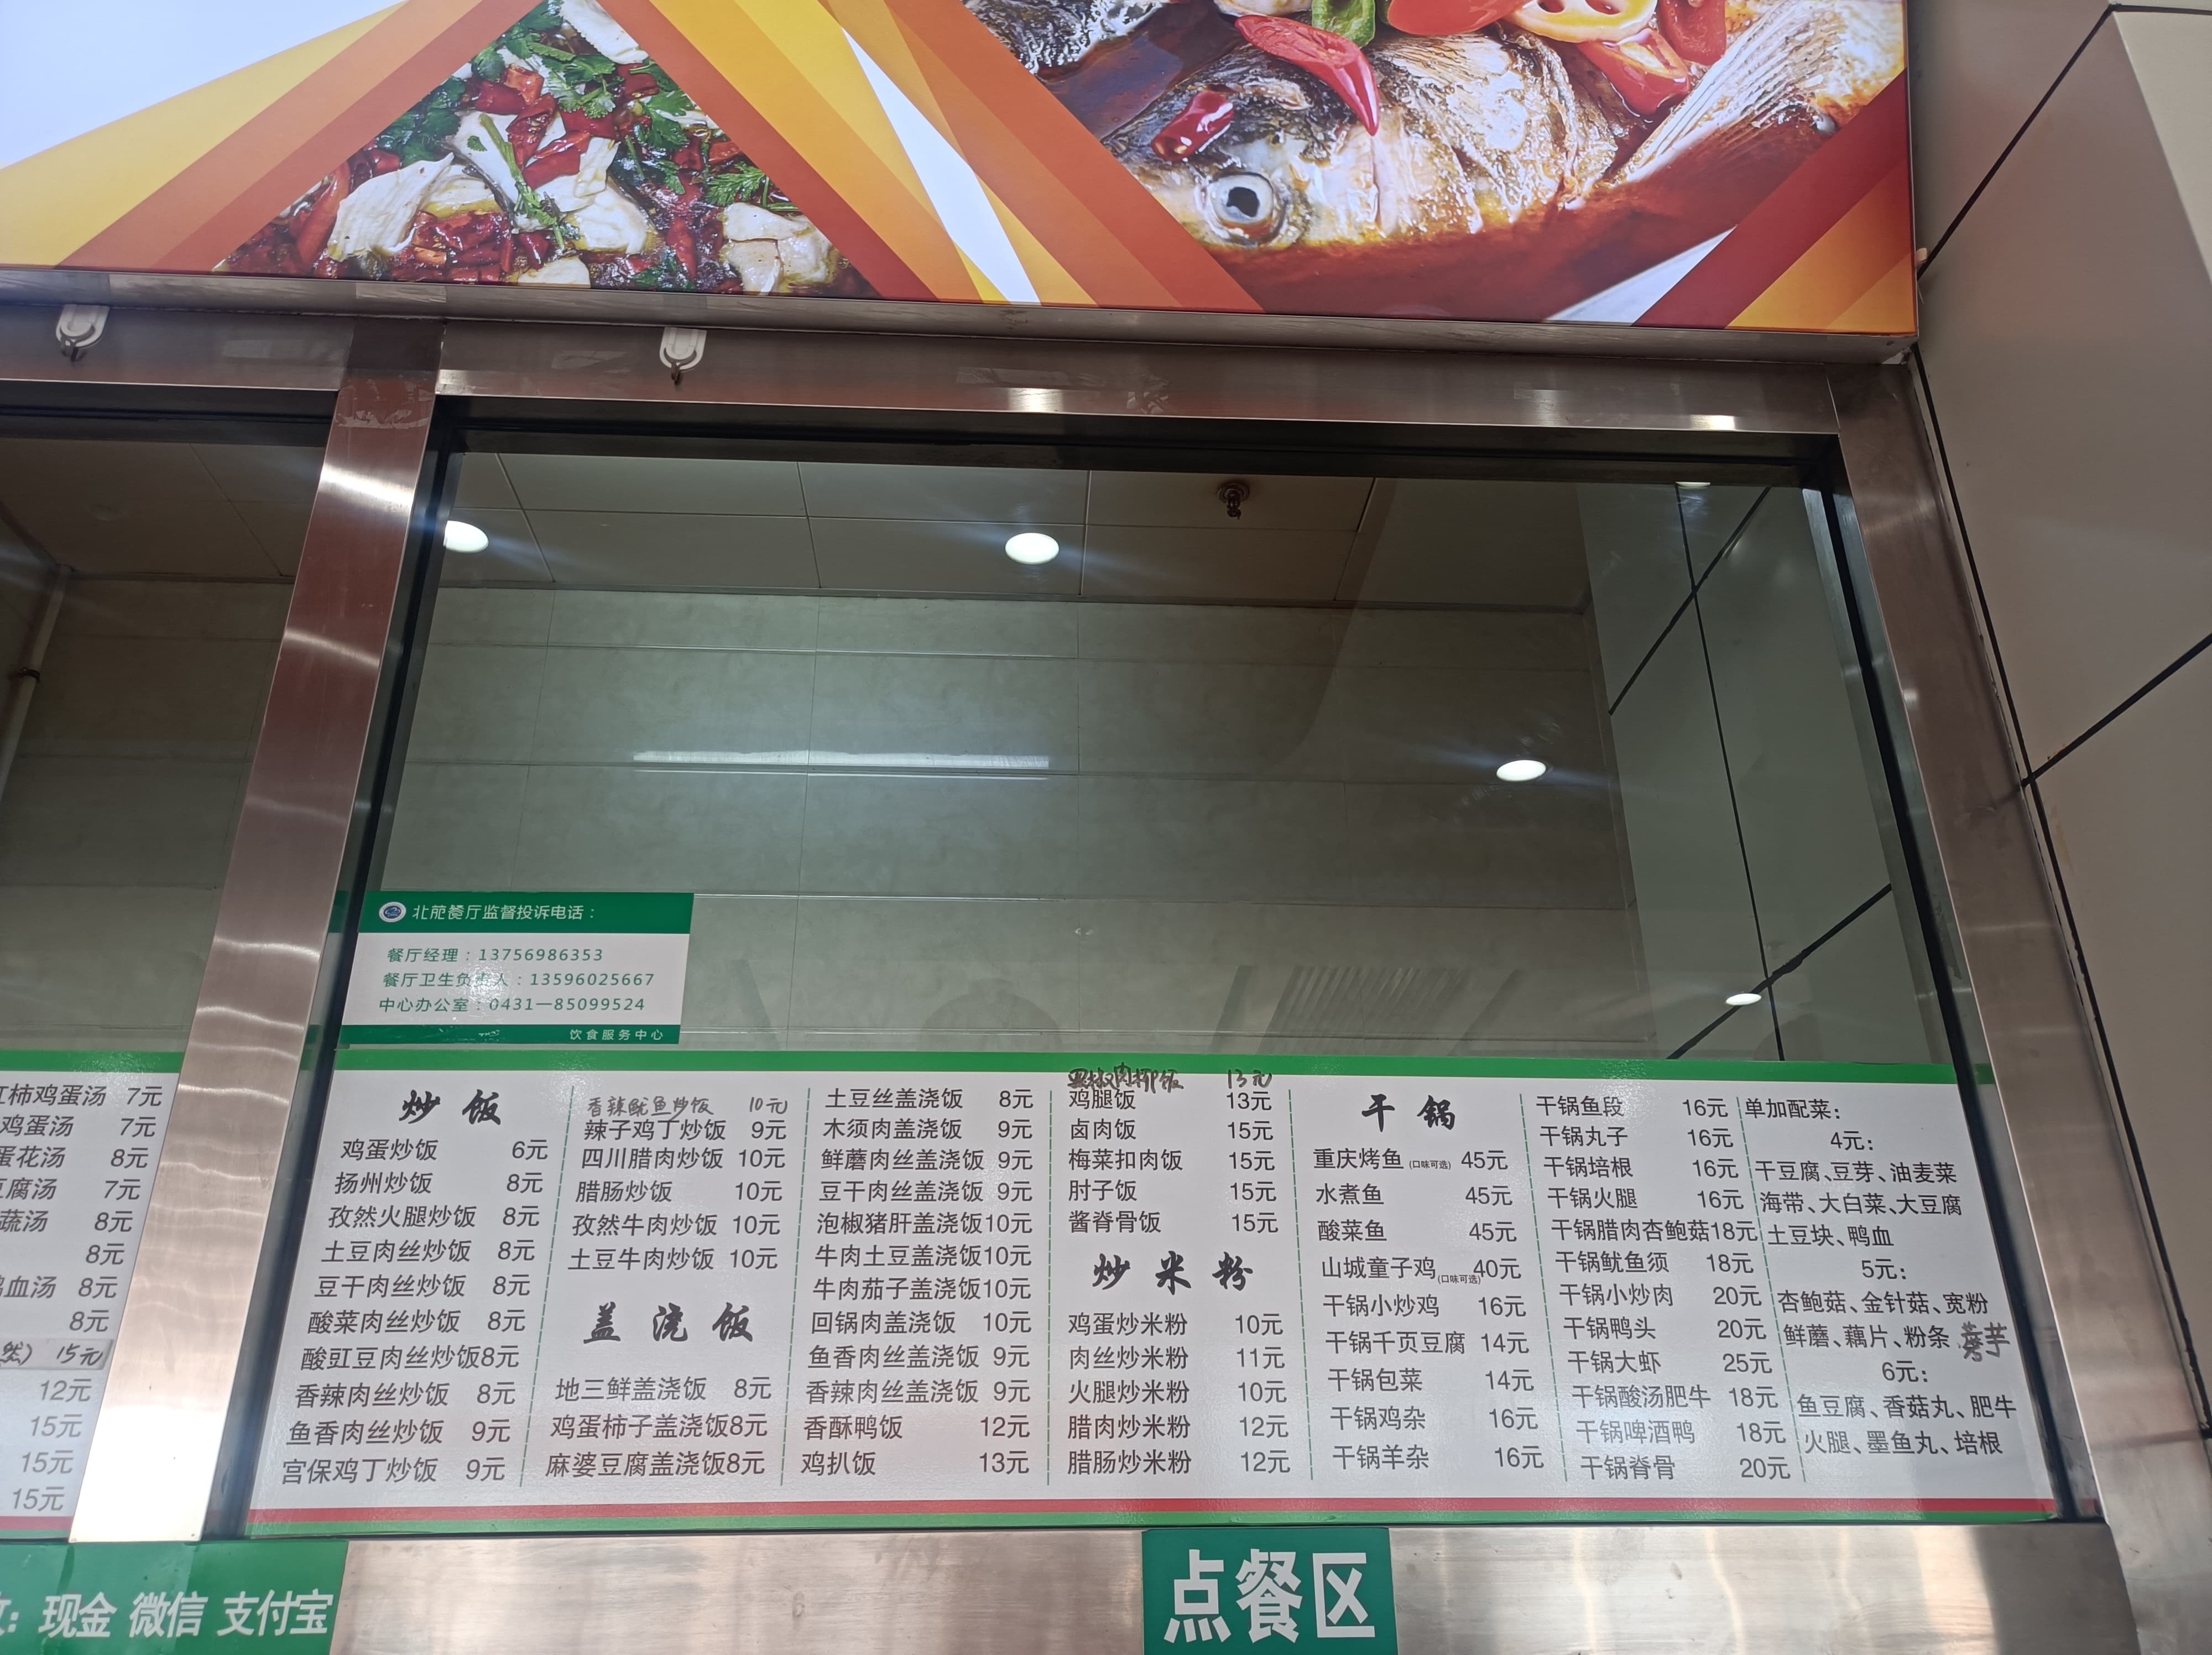 北苑餐厅监督投诉电话：
餐厅经理：13756986353
餐厅卫生负责人：13596025667
中心办公室：0431—85099524
饮食服务中心
红柿鸡蛋汤 7元
鸡蛋汤 7元
蛋花汤 8元
豆腐汤 7元
蔬汤 8元
8元
鸭血汤 8元
8元
15元
12元
15元
15元
15元
炒饭
鸡蛋炒饭 6元
扬州炒饭 8元
孜然火腿炒饭 8元
土豆肉丝炒饭 8元
豆干肉丝炒饭 8元
酸菜肉丝炒饭 8元
酸豇豆肉丝炒饭8元
香辣肉丝炒饭 8元
鱼香肉丝炒饭 9元
宫保鸡丁炒饭 9元
香辣鱿鱼炒饭 10元
辣子鸡丁炒饭 9元
四川腊肉炒饭 10元
腊肠炒饭 10元
孜然牛肉炒饭 10元
土豆牛肉炒饭 10元
盖浇饭
地三鲜盖浇饭 8元
鸡蛋柿子盖浇饭8元
麻婆豆腐盖浇饭8元
土豆丝盖浇饭 8元
木须肉盖浇饭 9元
鲜蘑肉丝盖浇饭 9元
豆干肉丝盖浇饭 9元
泡椒猪肝盖浇饭10元
牛肉土豆盖浇饭10元
牛肉茄子盖浇饭10元
回锅肉盖浇饭 10元
鱼香肉丝盖浇饭 9元
香辣肉丝盖浇饭 9元
香酥鸭饭 12元
鸡扒饭 13元
黑椒肉柳饭 13元
鸡腿饭 13元
卤肉饭 15元
梅菜扣肉饭 15元
肘子饭 15元
酱脊骨饭 15元
炒米粉
鸡蛋炒米粉 10元
肉丝炒米粉 11元
火腿炒米粉 10元
腊肉炒米粉 12元
腊肠炒米粉 12元
干锅
重庆烤鱼(口味可选) 45元
水煮鱼 45元
酸菜鱼 45元
山城童子鸡(口味可选)40元
干锅小炒鸡 16元
干锅千页豆腐 14元
干锅包菜 14元
干锅鸡杂 16元
干锅羊杂 16元
干锅鱼段 16元
干锅丸子 16元
干锅培根 16元
干锅火腿 16元
干锅腊肉杏鲍菇18元
干锅鱿鱼须 18元
干锅小炒肉 20元
干锅鸭头 20元
干锅大虾 25元
干锅酸汤肥牛 18元
干锅啤酒鸭 18元
干锅脊骨 20元
单加配菜：
4元：
干豆腐、豆芽、油麦菜
海带、大白菜、大豆腐
土豆块、鸭血
5元：
杏鲍菇、金针菇、宽粉
鲜蘑、藕片、粉条
6元：
鱼豆腐、香菇丸、肥牛
火腿、墨鱼丸、培根
：现金 微信 支付宝
点餐区